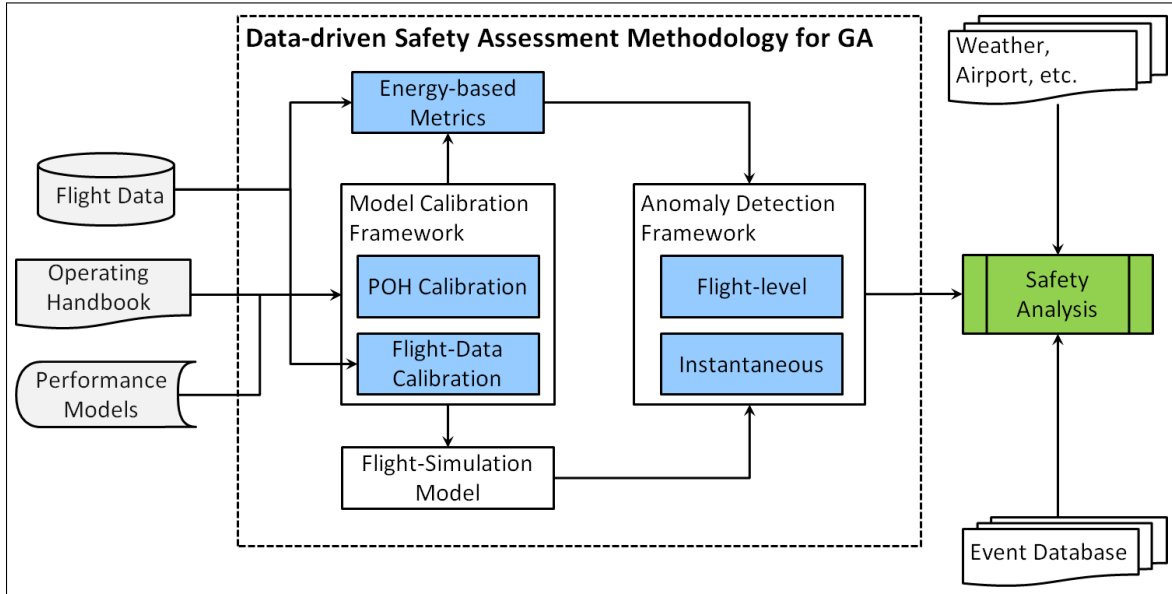 Data-driven Safety Assessment Methodology for GA
Weather,
Airport, etc.
Energy-based
Metrics
Flight Data
Model Calibration
Framework
Anomaly Detection
Framework
Operating
Handbook
POH Calibration
Flight-level
Safety
Analysis
Performance
Models
Flight-Data
Calibration
Instantaneous
Flight-Simulation
Model
Event Database